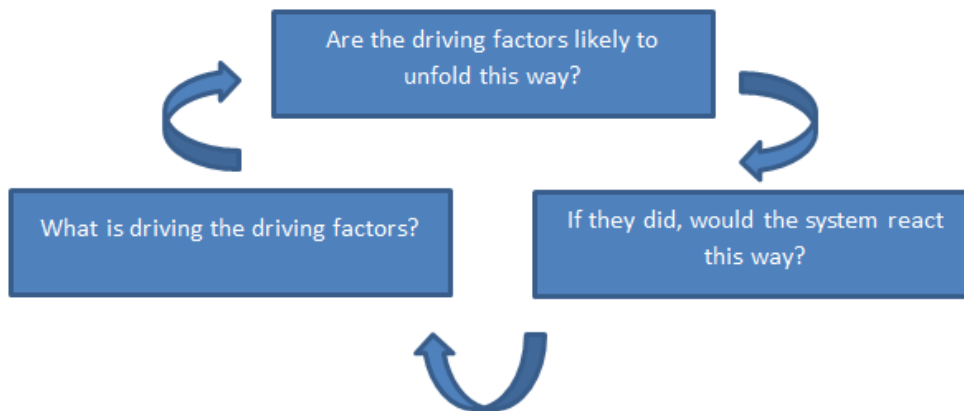 Are the driving factors likely to
unfold this way?
What is driving the driving factors?
If they did, would the system react
this way?